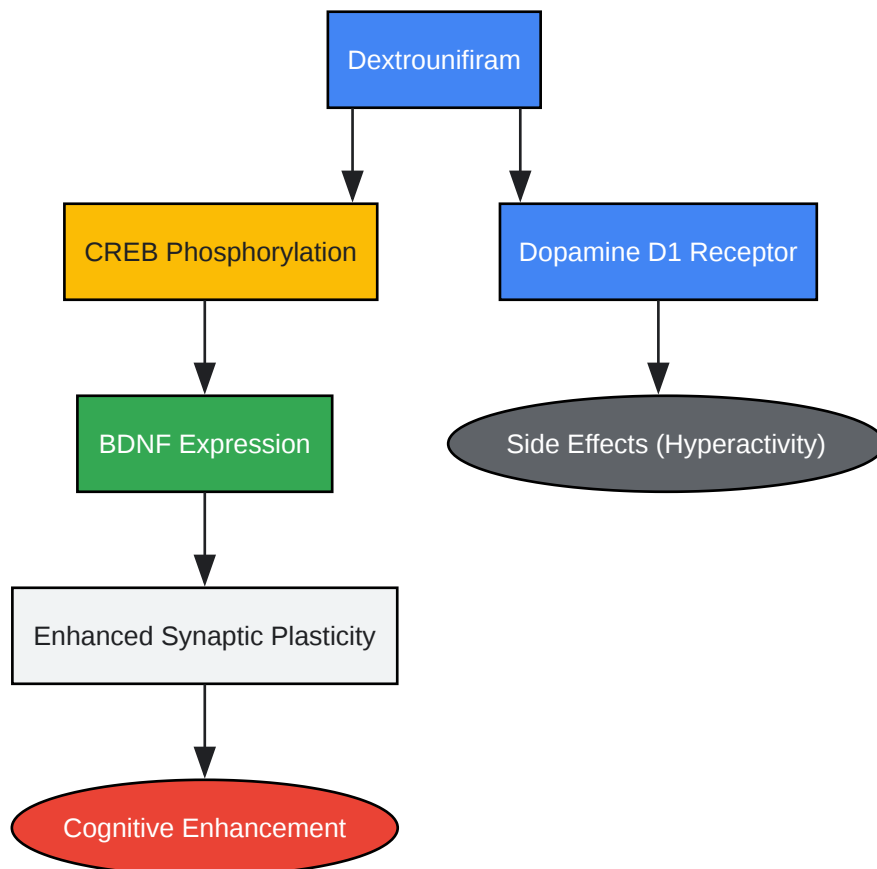 Dextrounifiram
CREB Phosphorylation
Dopamine D1 Receptor
BDNF Expression
Side Effects (Hyperactivity)
Enhanced Synaptic Plasticity
Cognitive Enhancement